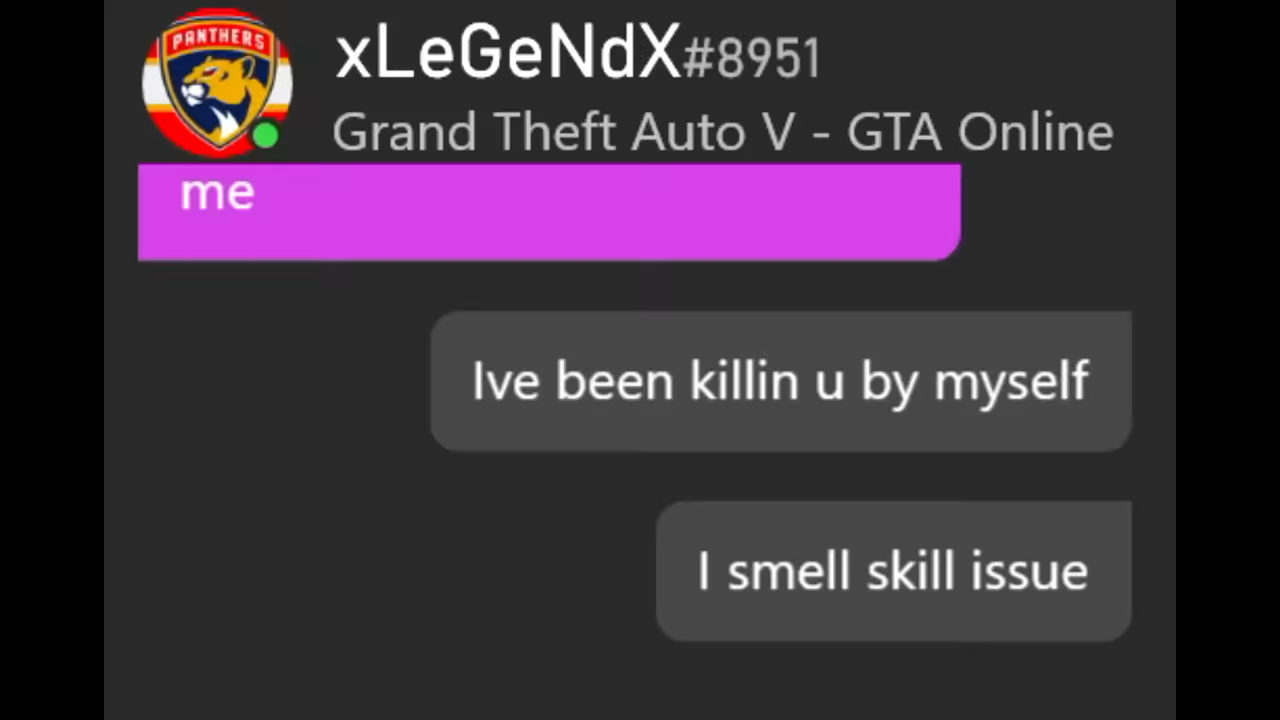 PANTHERS
xLeGeNdX#8951
Grand Theft Auto V - GTA Online
me
Ive been killin u by myself
I smell skill issue